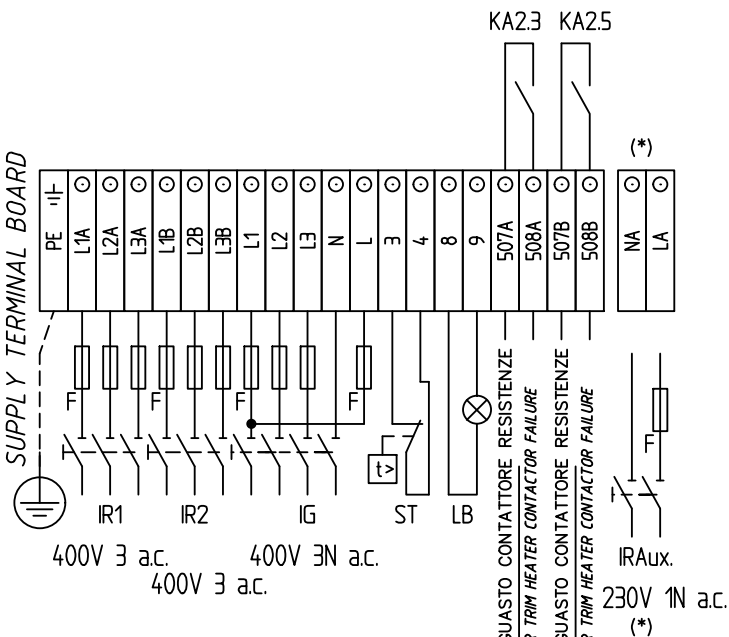 KA2.3
KA2.5
(*)
SUPPLY TERMINAL BOARD
PE
L1A
L2A
L3A
L1B
L2B
L3B
L1
L2
L3
N
L
3
4
8
9
507A
508A
507B
508B
NA
LA
F
F
F
F
F
t>
IR1
IR2
IG
ST
LB
IRAux.
400V 3 a.c.
400V 3 a.c.
400V 3N a.c.
230V 1N a.c.
(*)
GUASTO CONTATTORE RESISTENZE
TRIM HEATER CONTACTOR FAILURE
GUASTO CONTATTORE RESISTENZE
TRIM HEATER CONTACTOR FAILURE